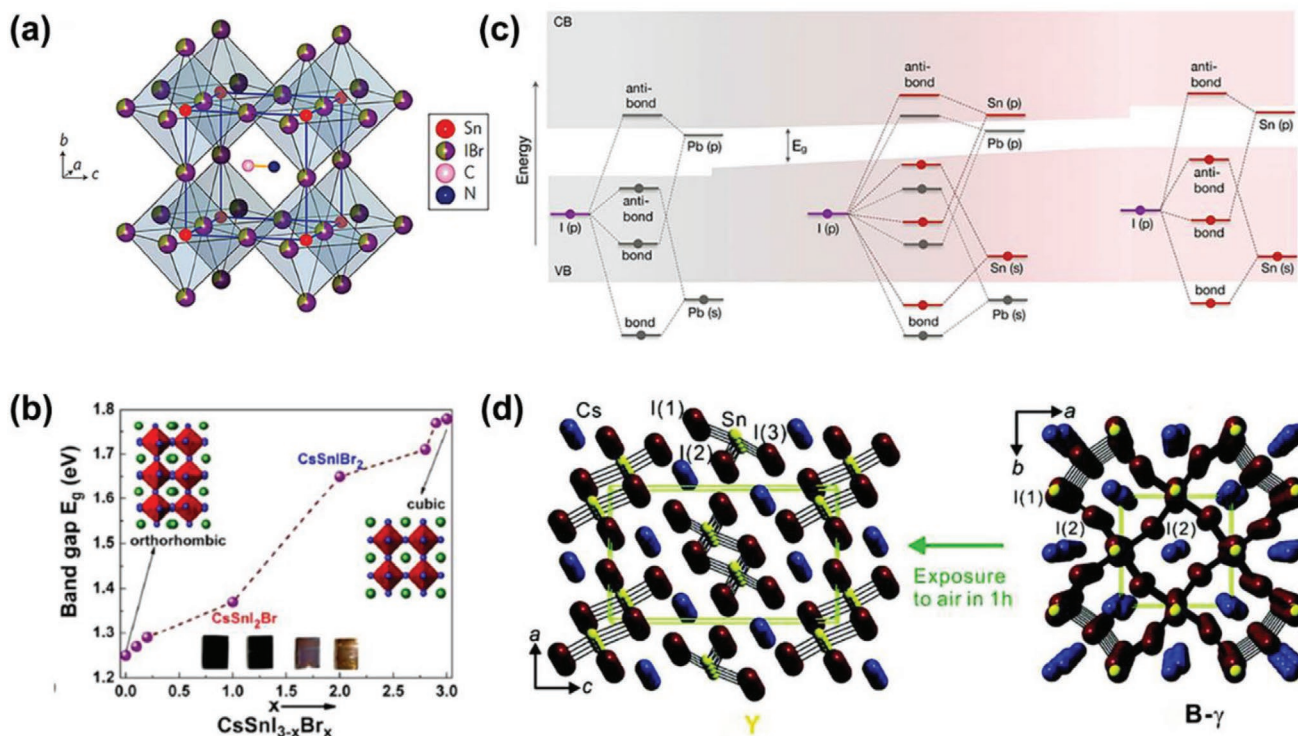 (a)
b
a
c
Sn
IBr
C
N
(b)
Band gap Eg (eV)
1.8
1.7
1.6
1.5
1.4
1.3
1.2
orthorhombic
CsSnIBr2
cubic
CsSnI2Br
0.0 0.5 1.0 1.5 2.0 2.5 3.0
x
CsSnI3-xBrx
(c)
CB
Energy
VB
anti-
bond
Pb (p)
I (p)
anti-
bond
bond
Pb (s)
bond
Eg
anti-
bond
Sn (p)
Pb (p)
I (p)
Sn (s)
bond
Pb (s)
anti-
bond
Sn (p)
anti-
bond
I (p)
bond
Sn (s)
bond
(d)
Cs
I(1)
Sn
I(3)
I(2)
a
c
Y
Exposure
to air in 1h
a
b
I(1)
I(2)
I(2)
B-γ